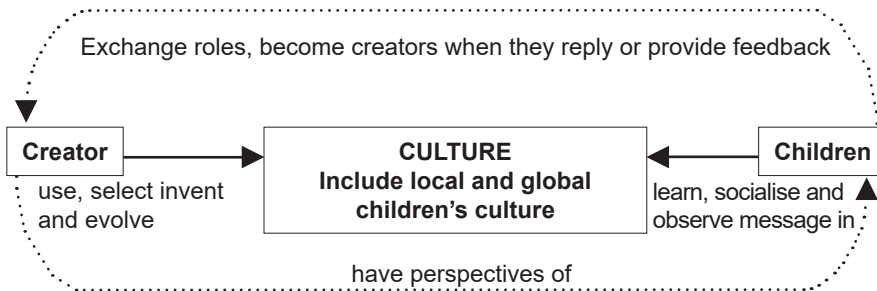 Exchange roles, become creators when they reply or provide feedback
Creator
CULTURE
Include local and global
children's culture
Children
use, select invent
and evolve
learn, socialise and
observe message in
have perspectives of